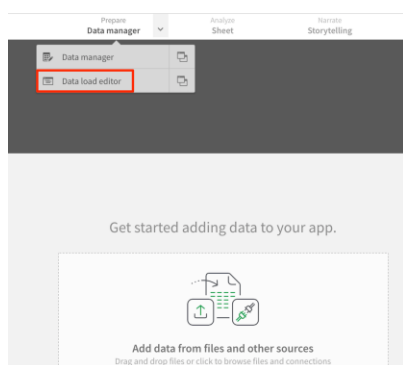 Prepare
Data manager
Analyze
Sheet
Narrate
Storytelling
Data manager
Data load editor
Get started adding data to your app.
Add data from files and other sources
Drag and drop files or click to browse files and connections